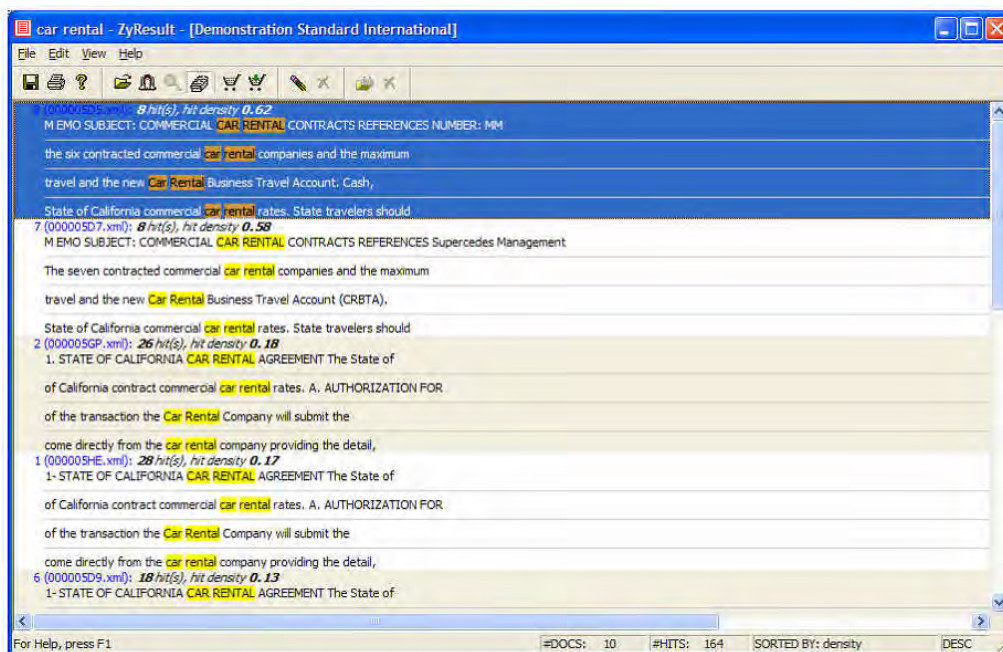 car rental - ZyResult - [Demonstration Standard International]
File Edit View Help
(000005D5.xml): 8 hit(s), hit density 0.62
M EMO SUBJECT: COMMERCIAL CAR RENTAL CONTRACTS REFERENCES NUMBER: MM
the six contracted commercial car rental companies and the maximum
travel and the new Car Rental Business Travel Account. Cash,
State of California commercial car rental rates. State travelers should
7 (000005D7.xml): 8 hit(s), hit density 0.58
M EMO SUBJECT: COMMERCIAL CAR RENTAL CONTRACTS REFERENCES Supercedes Management
The seven contracted commercial car rental companies and the maximum
travel and the new Car Rental Business Travel Account (CRBTA).
State of California commercial car rental rates. State travelers should
2 (000005GP.xml): 26 hit(s), hit density 0.18
1. STATE OF CALIFORNIA CAR RENTAL AGREEMENT The State of
of California contract commercial car rental rates. A. AUTHORIZATION FOR
of the transaction the Car Rental Company will submit the
come directly from the car rental company providing the detail,
1 (000005HE.xml): 28 hit(s), hit density 0.17
1- STATE OF CALIFORNIA CAR RENTAL AGREEMENT The State of
of California contract commercial car rental rates. A. AUTHORIZATION FOR
of the transaction the Car Rental Company will submit the
come directly from the car rental company providing the detail,
6 (000005D9.xml): 18 hit(s), hit density 0.13
1- STATE OF CALIFORNIA CAR RENTAL AGREEMENT The State of
For Help, press F1 #DOCS: 10 #HITS: 164 SORTED BY: density DESC